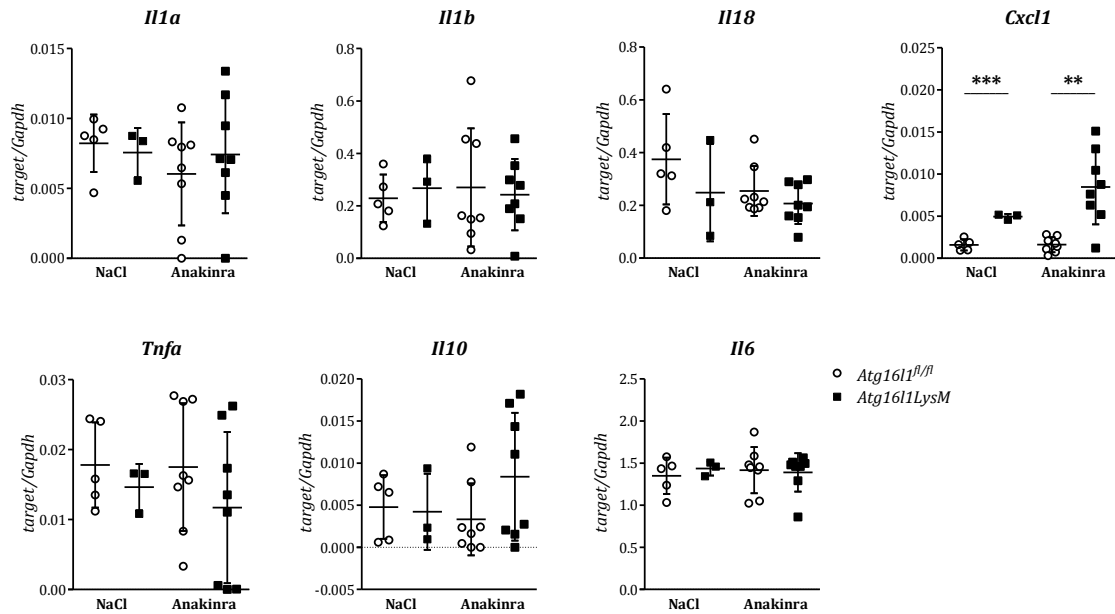 Il1a
target/Gapdh
0.015
0.010
0.005
0.000
NaCl Anakinra
Il1b
target/Gapdh
0.8
0.6
0.4
0.2
0.0
NaCl Anakinra
Il18
target/Gapdh
0.8
0.6
0.4
0.2
0.0
NaCl Anakinra
Cxcl1
target/Gapdh
0.025
0.020
0.015
0.010
0.005
0.000
*** **
NaCl Anakinra
Tnfa
target/Gapdh
0.03
0.02
0.01
0.00
NaCl Anakinra
Il10
target/Gapdh
0.020
0.015
0.010
0.005
0.000
-0.005
NaCl Anakinra
Il6
target/Gapdh
2.5
2.0
1.5
1.0
0.5
0.0
NaCl Anakinra
Atg16l1fl/fl
Atg16l1LysM